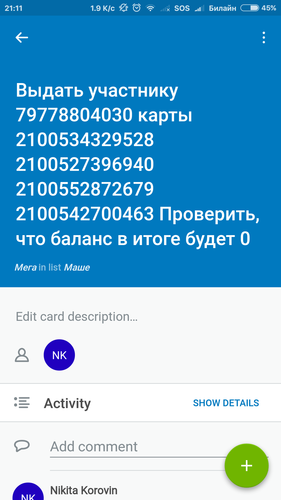 21:11
1.9 K/c
SOS
Билайн
45%
Выдать участнику
79778804030 карты
2100534329528
2100527396940
2100552872679
2100542700463 Проверить,
что баланс в итоге будет 0
Мега in list Маше
Edit card description…
NK
Activity
SHOW DETAILS
Add comment
NK
Nikita Korovin